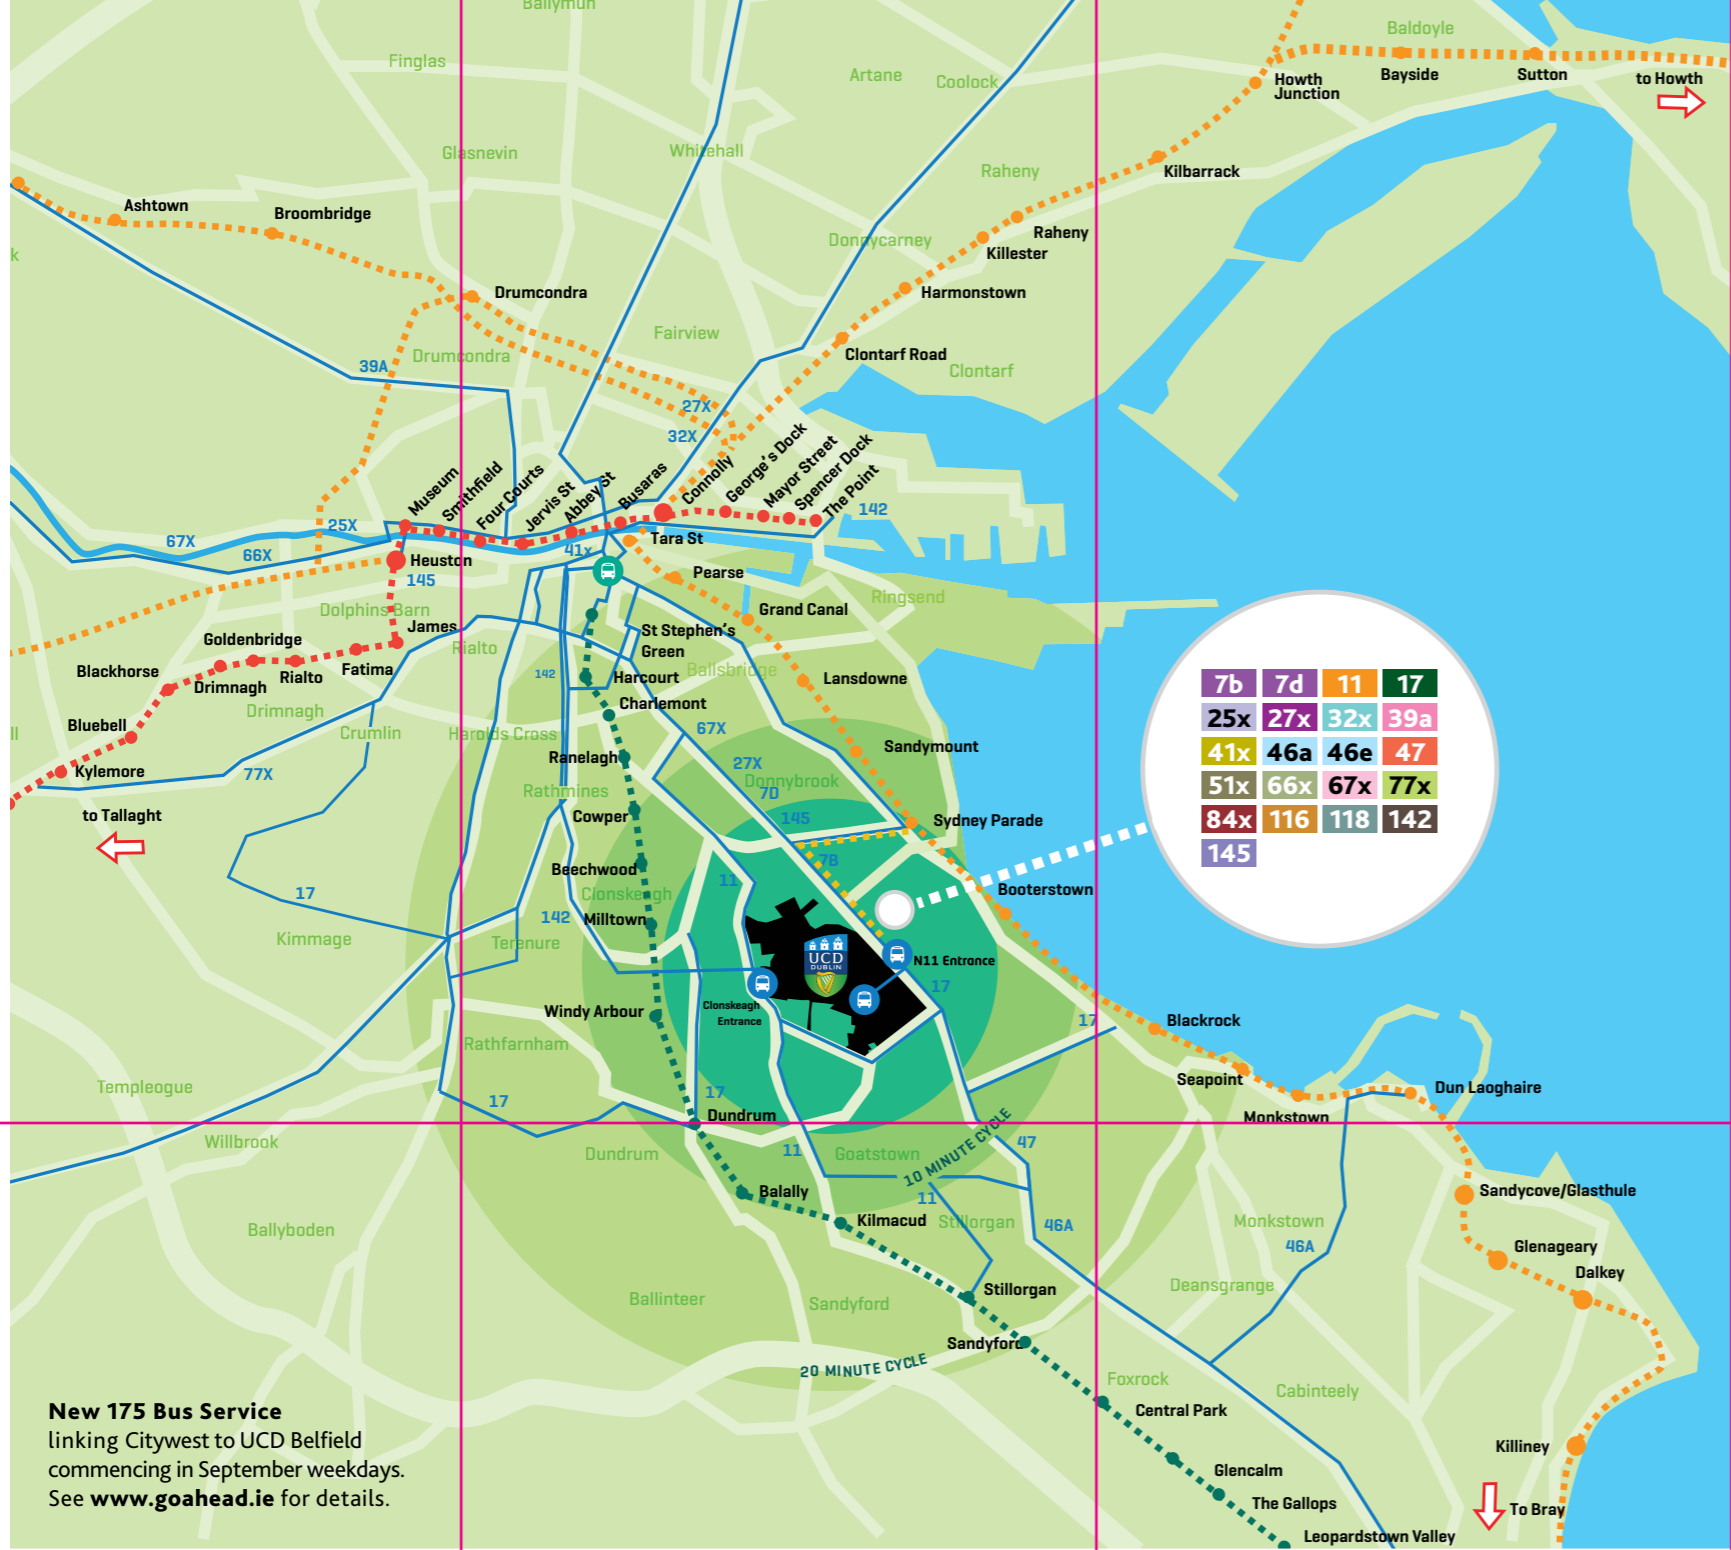 Ballymun
Baldoyle
Finglas
Artane
Coolock
Howth
Junction
Bayside
Sutton
to Howth
Glasnevin
Whitehall
Raheny
Kilbarrack
Ashtown
Broombridge
Donnycarney
Raheny
Killester
k
Drumcondra
Harmonstown
Fairview
Drumcondra
Clontarf Road
Clontarf
39A
27X
32X
Museum
Smithfield
Four Courts
Jervis St
Abbey St
Busaras
Connolly
George's Dock
Mayor Street
Spencer Dock
The Point
142
25X
67X
66X
41x
Tara St
Heuston
145
Pearse
Dolphins Barn
James
Grand Canal
Ringsend
Goldenbridge
Rialto
St Stephen's
Green
Blackhorse
Drimnagh
Rialto
Fatima
142
Harcourt
Ballsbridge
Lansdowne
Drimnagh
Charlemont
Bluebell
ll
Crumlin
Harolds Cross
67X
Sandymount
Kylemore
77X
Ranelagh
27X
Donnybrook
7D
Rathmines
to Tallaght
Cowper
145
Sydney Parade
7B
Beechwood
11
Clonskeagh
Booterstown
17
142
Milltown
Kimmage
Terenure
UCD
DUBLIN
N11 Entrance
17
Clonskeagh
Entrance
Windy Arbour
17
Blackrock
Rathfarnham
Templeogue
Seapoint
Dun Laoghaire
17
17
Dundrum
Monkstown
Willbrook
Dundrum
11
Goatstown
10 MINUTE CYCLE
47
Balally
11
Sandycove/Glasthule
Ballyboden
Kilmacud
Stillorgan
46A
Monkstown
46A
Glenageary
Dalkey
Deansgrange
Stillorgan
Ballinteer
Sandyford
Sandyford
20 MINUTE CYCLE
Foxrock
Cabinteely
Central Park
Killiney
Glencalm
The Gallops
To Bray
Leopardstown Valley
7b 7d 11 17
25x 27x 32x 39a
41x 46a 46e 47
51x 66x 67x 77x
84x 116 118 142
145
New 175 Bus Service
linking Citywest to UCD Belfield
commencing in September weekdays.
See www.goahead.ie for details.